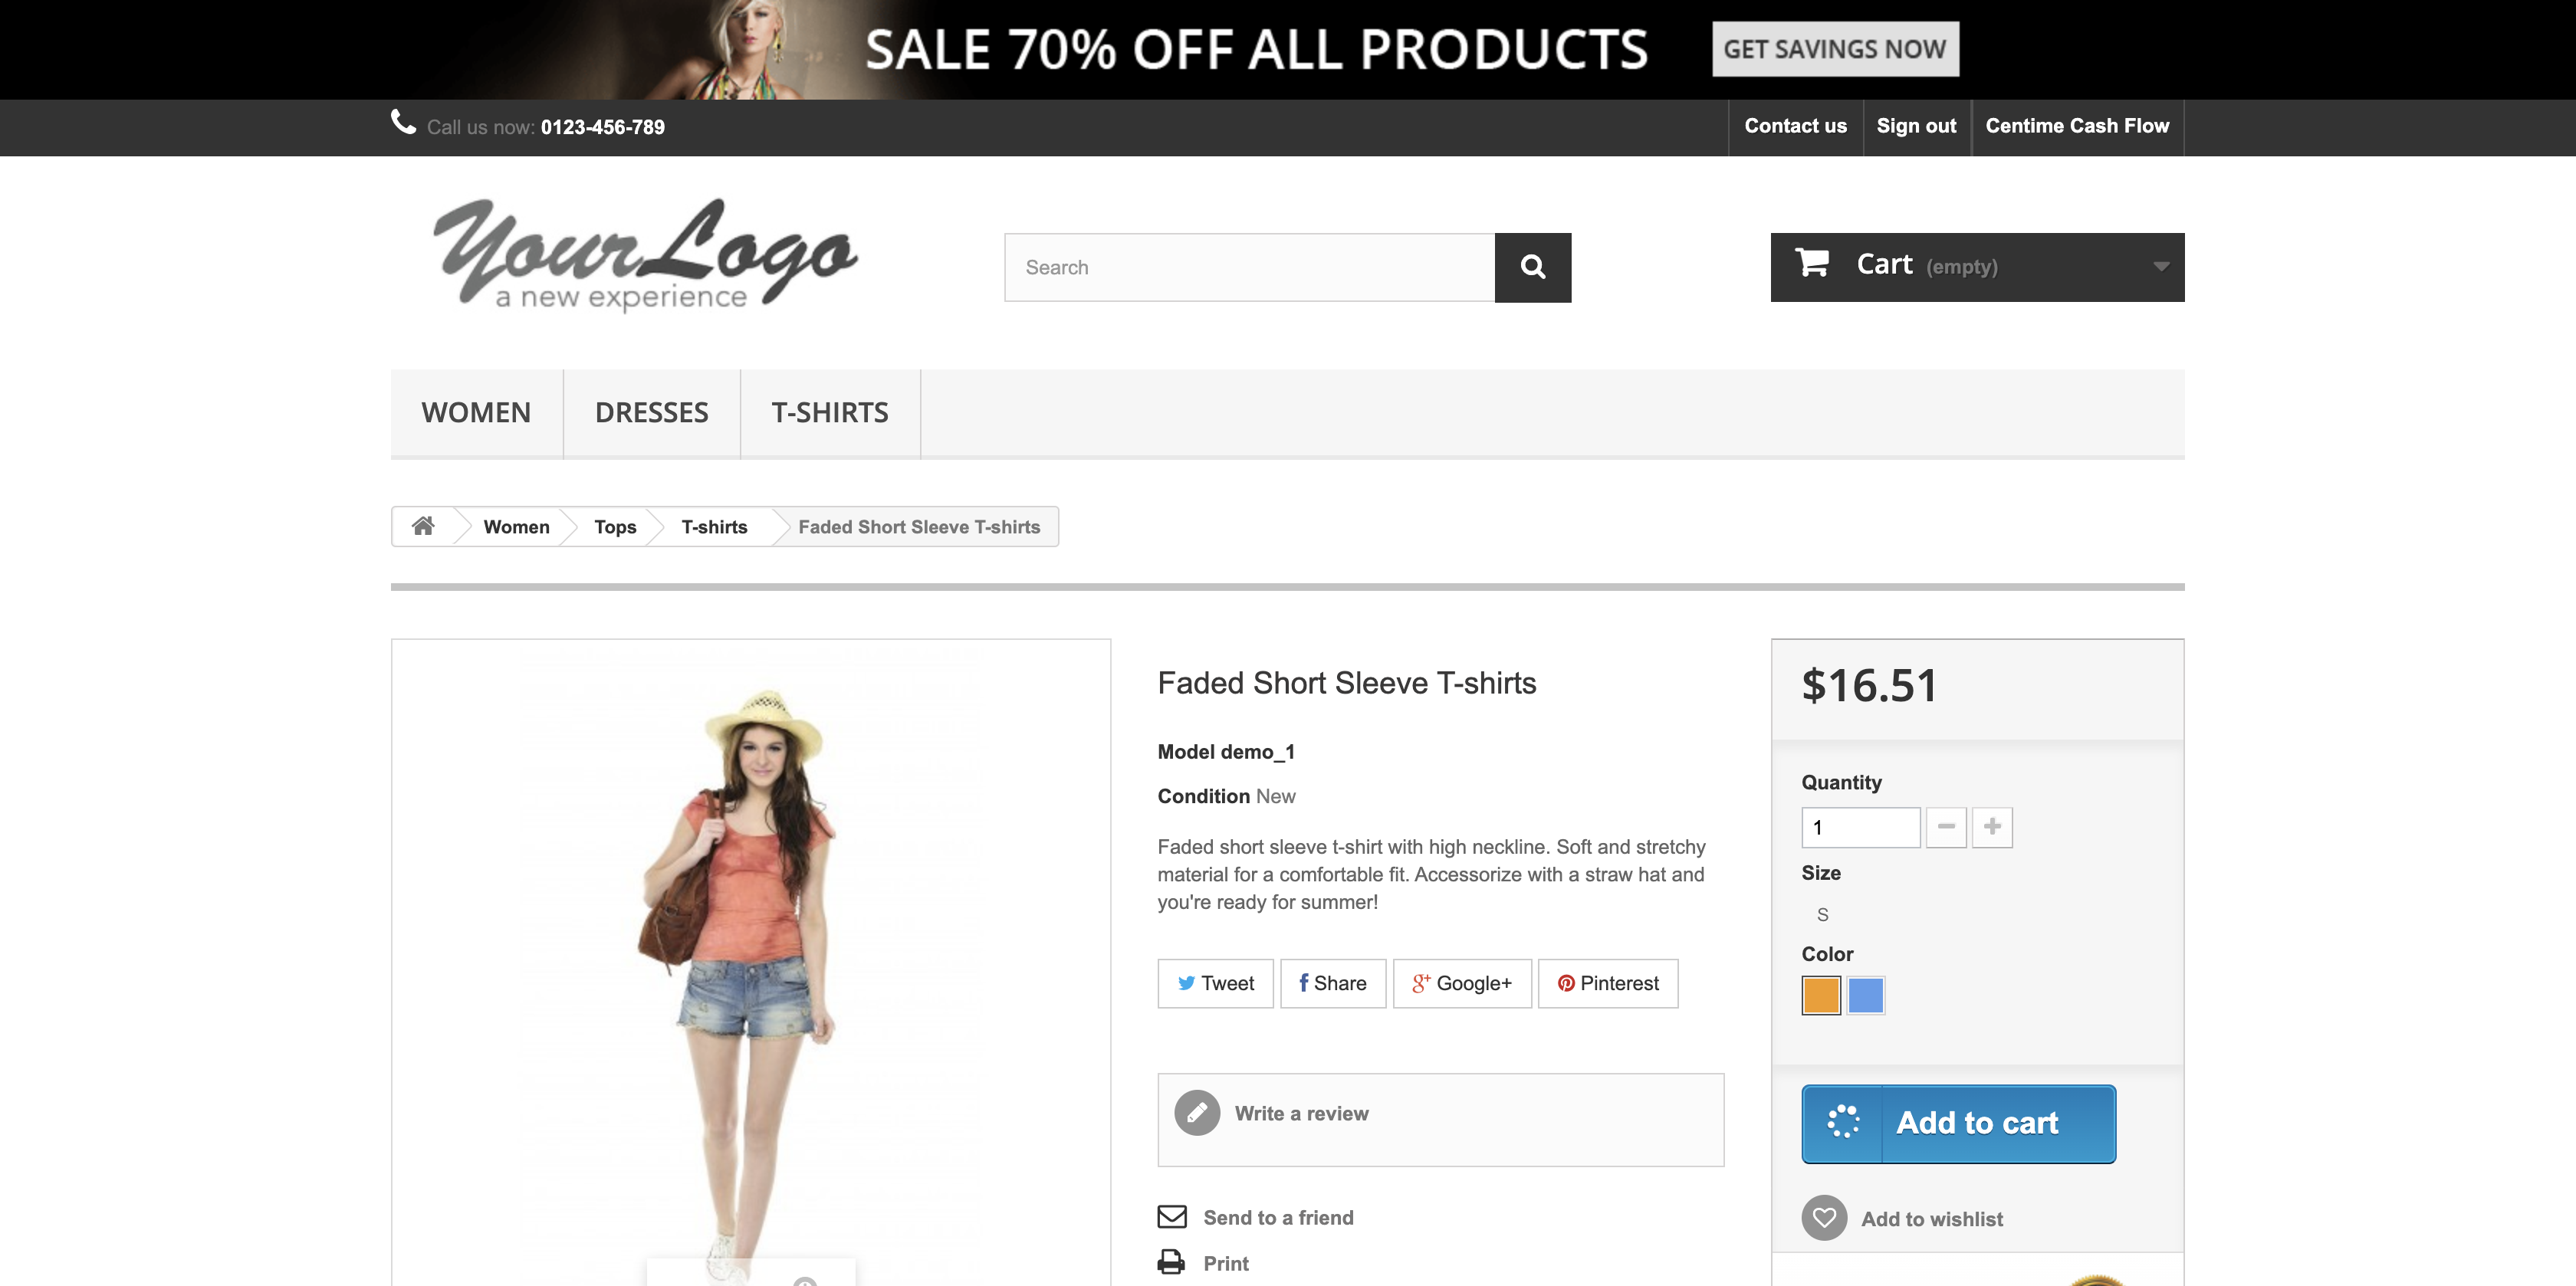 SALE 70% OFF ALL PRODUCTS
GET SAVINGS NOW
Call us now: 0123-456-789
Contact us
Sign out
Centime Cash Flow
YourLogo
a new experience
Search
Cart (empty)
WOMEN
DRESSES
T-SHIRTS
Women
Tops
T-shirts
Faded Short Sleeve T-shirts
Faded Short Sleeve T-shirts
Model demo_1
Condition New
Faded short sleeve t-shirt with high neckline. Soft and stretchy
material for a comfortable fit. Accessorize with a straw hat and
you're ready for summer!
Tweet
Share
Google+
Pinterest
Write a review
Send to a friend
Print
$16.51
Quantity
1
Size
S
Color
Add to cart
Add to wishlist